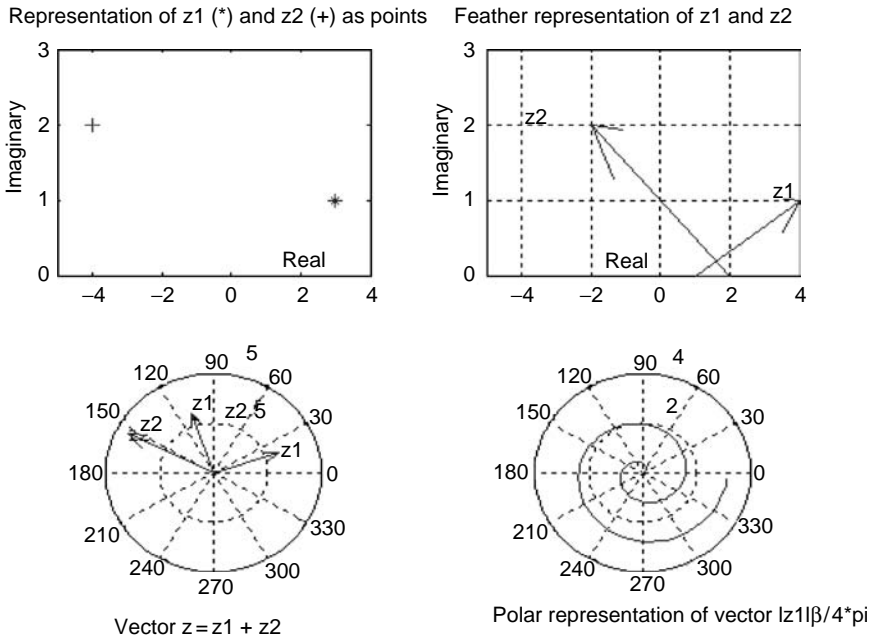 Representation of z1 (*) and z2 (+) as points
3
2
1
0
Imaginary
Real
−4 −2 0 2 4
Feather representation of z1 and z2
3
2
1
0
Imaginary
z2
z1
Real
−4 −2 0 2 4
90 5
120 60
150 z1 z2.5 30
z2 z1
180 0
210 330
240 300
270
Vector z = z1 + z2
90 4
120 60
150 2 30
180 0
210 330
240 300
270
Polar representation of vector lz1lβ/4*pi